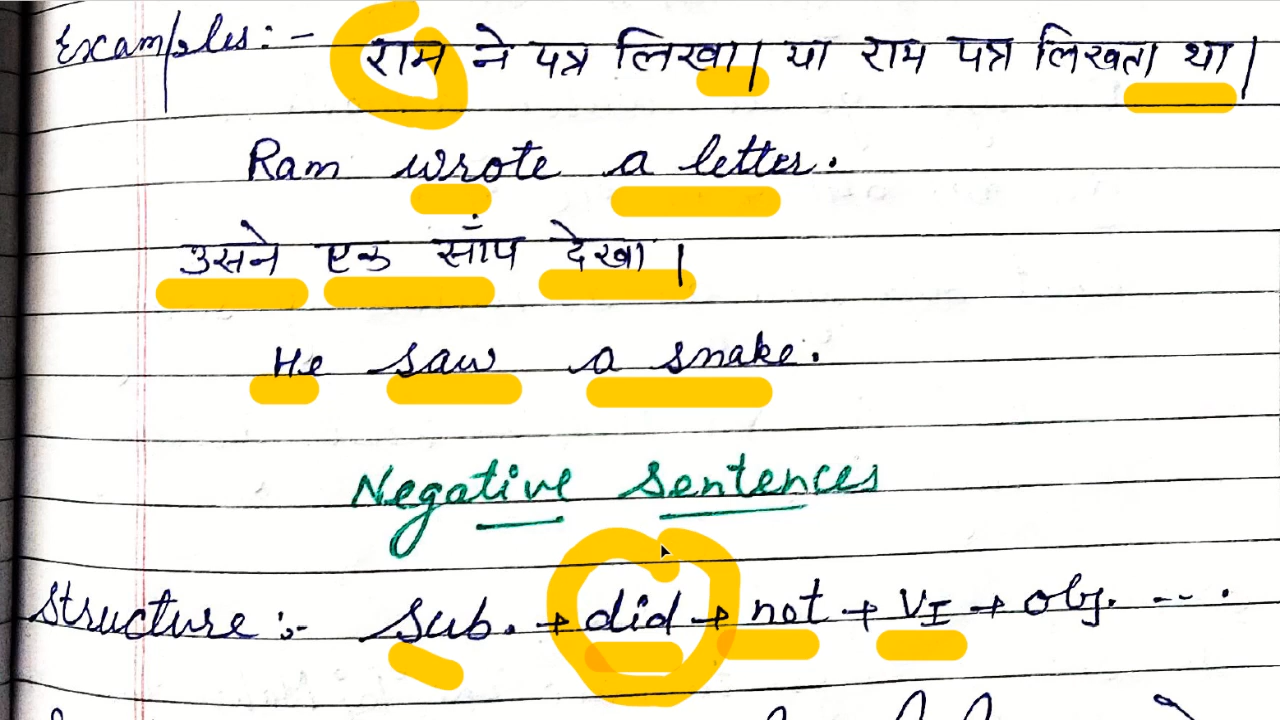 Examples:- राम ने पत्र लिखा। या राम पत्र लिखता था।
Ram wrote a letter.
उसने एक साँप देखा।
He saw a snake.
Negative Sentences
Structure:- Sub. + did + not + VI + obj. ---.